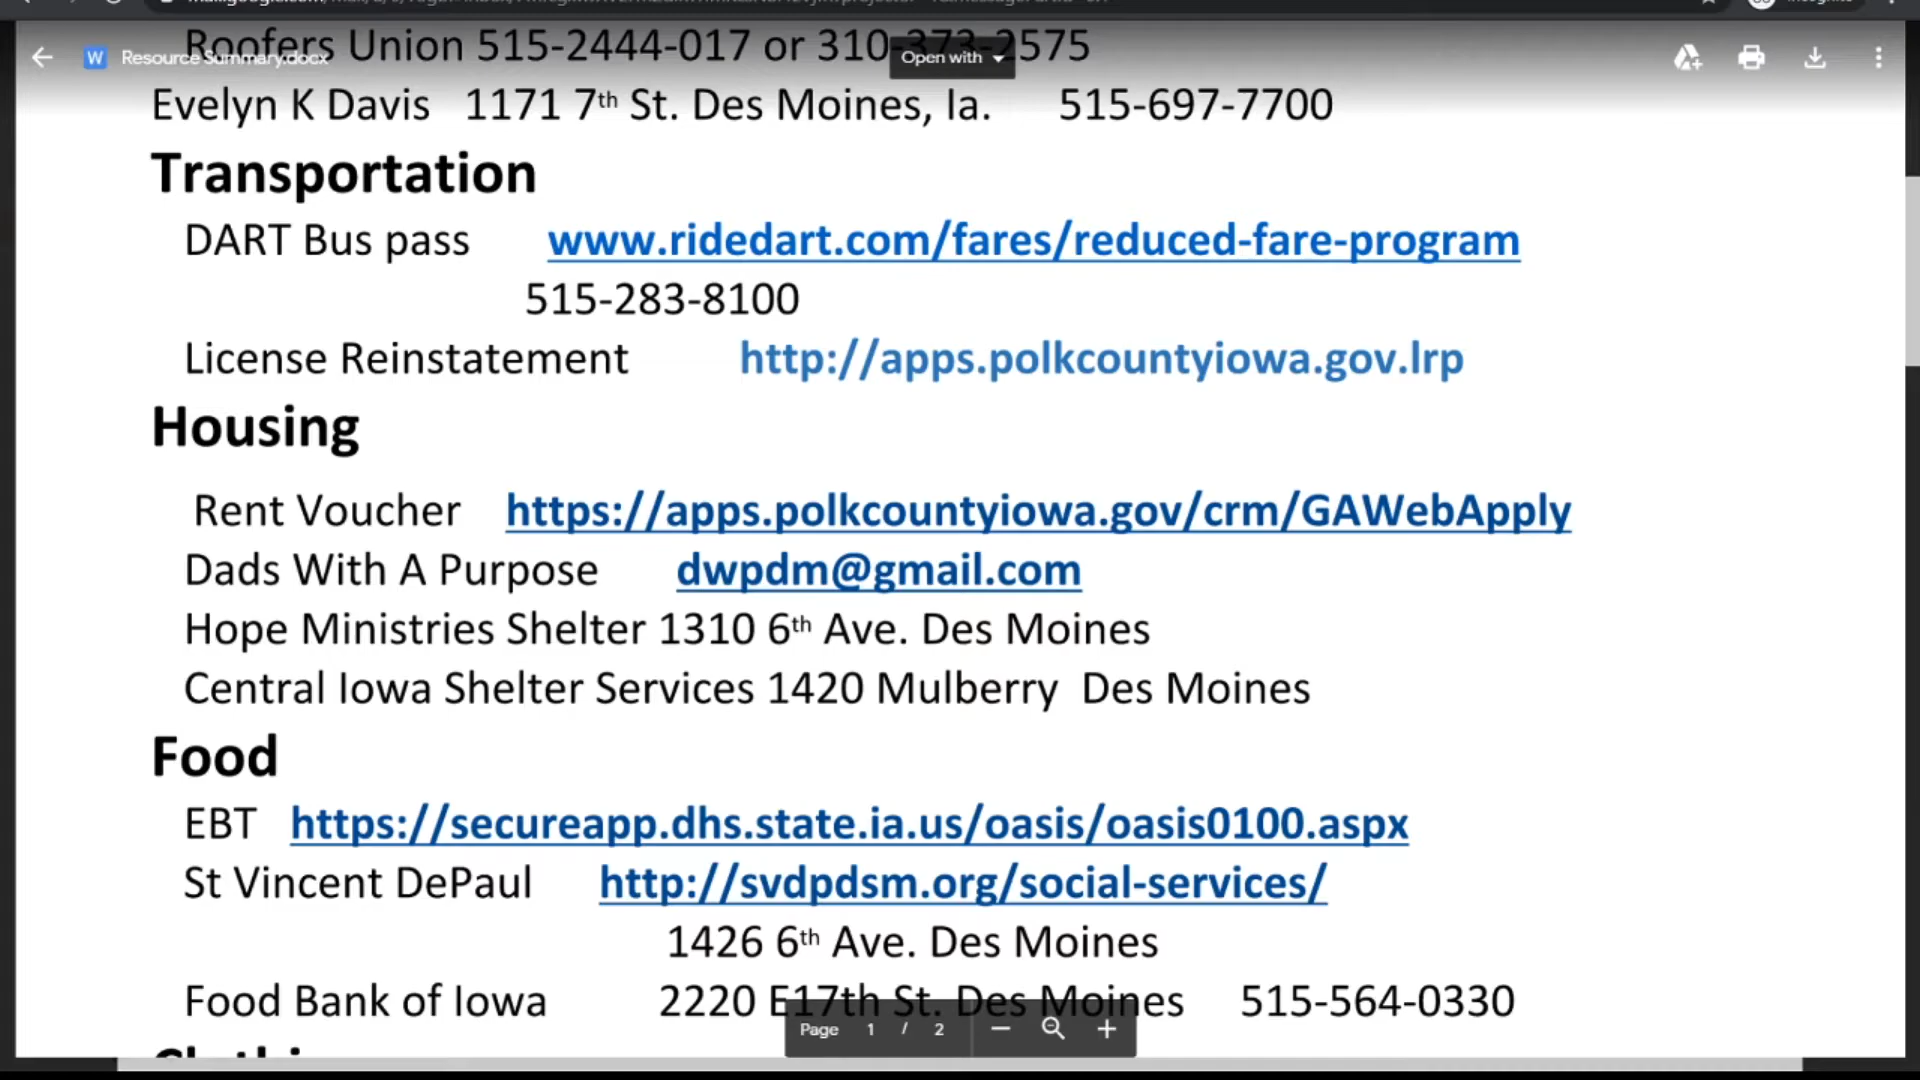 Roofers Union 515-2444-017 or 310-373-2575
Resource Summary.docx
Open with
Evelyn K Davis 1171 7th St. Des Moines, Ia. 515-697-7700
Transportation
DART Bus pass www.ridedart.com/fares/reduced-fare-program
515-283-8100
License Reinstatement http://apps.polkcountyiowa.gov.lrp
Housing
Rent Voucher https://apps.polkcountyiowa.gov/crm/GAWebApply
Dads With A Purpose dwpdm@gmail.com
Hope Ministries Shelter 1310 6th Ave. Des Moines
Central Iowa Shelter Services 1420 Mulberry Des Moines
Food
EBT https://secureapp.dhs.state.ia.us/oasis/oasis0100.aspx
St Vincent DePaul http://svdpdsm.org/social-services/
1426 6th Ave. Des Moines
Food Bank of Iowa 2220 E17th St. Des Moines 515-564-0330
Page 1 / 2